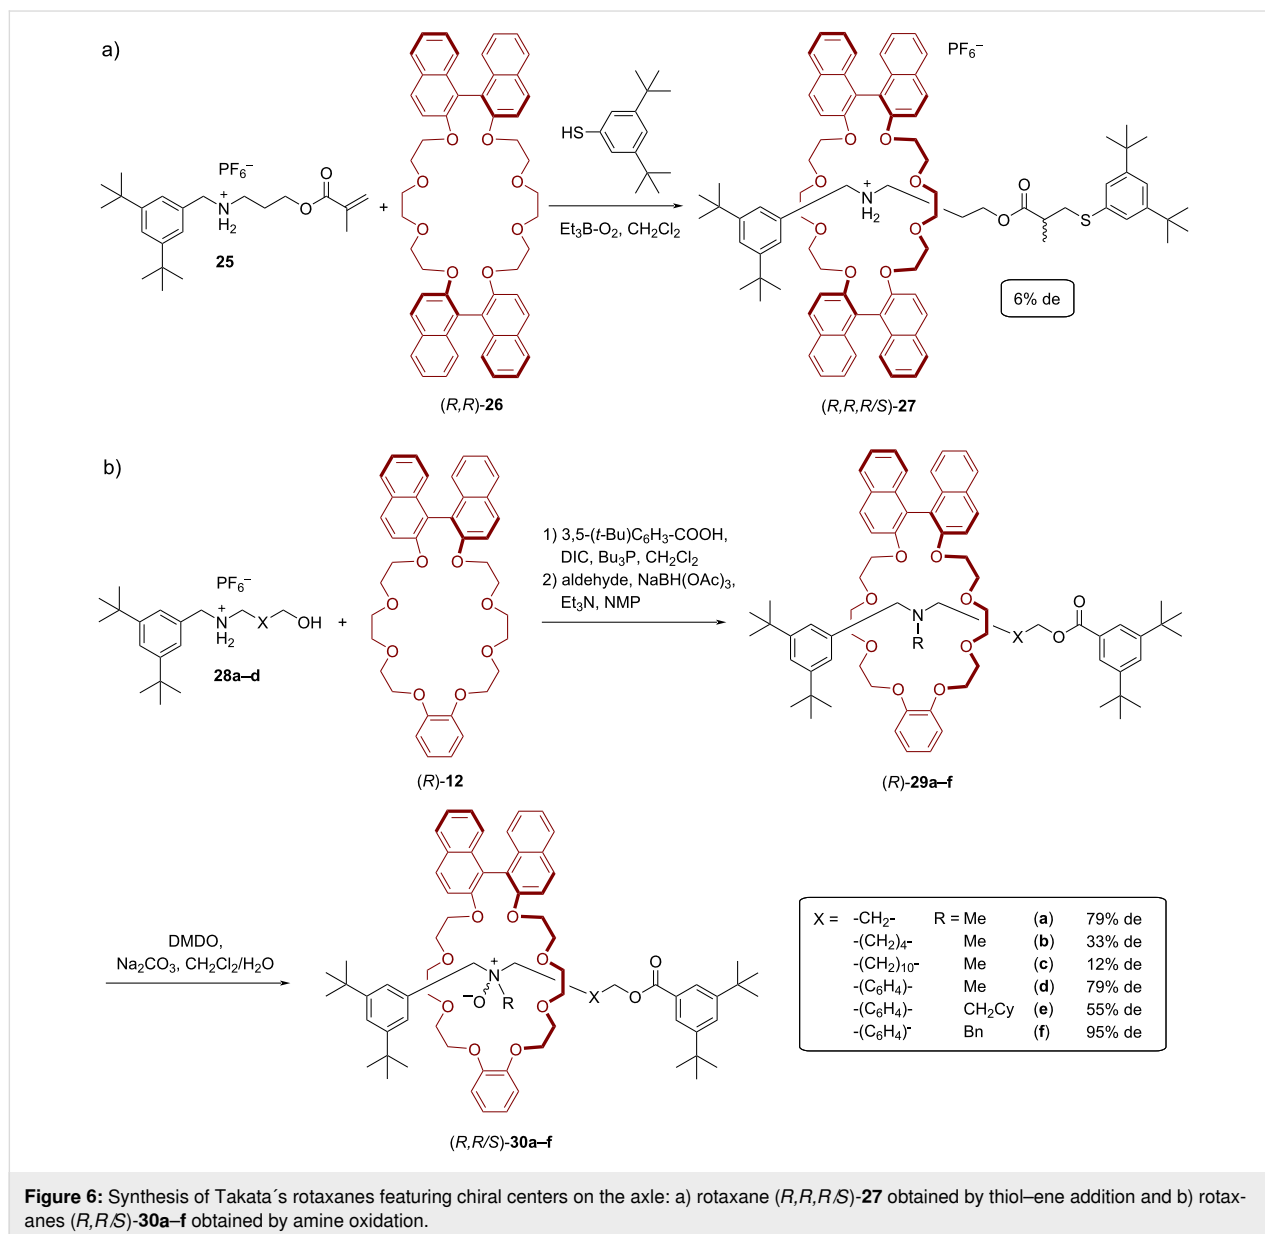 a)
PF6−
HS
PF6−
O O
O O
O O
O O
N+
H2
O
O
25
+
Et3B-O2, CH2Cl2
O O
O O
O O
O O
N+
H2
O
O
S
6% de
(R,R)-26
(R,R,R/S)-27
b)
1) 3,5-(t-Bu)C6H3-COOH,
DIC, Bu3P, CH2Cl2
2) aldehyde, NaBH(OAc)3,
Et3N, NMP
PF6−
N+
H2
X
OH
28a–d
+
O O
O O
O O
O O
N
R
X
O
O
O O
O O
O O
O O
(R)-12
(R)-29a–f
DMDO,
Na2CO3, CH2Cl2/H2O
O O
O O
O O
O O
N+
−O
R
X
O
O
(R,R/S)-30a–f
X = -CH2- R = Me (a) 79% de
-(CH2)4- Me (b) 33% de
-(CH2)10- Me (c) 12% de
-(C6H4)- Me (d) 79% de
-(C6H4)- CH2Cy (e) 55% de
-(C6H4)- Bn (f) 95% de
Figure 6: Synthesis of Takata´s rotaxanes featuring chiral centers on the axle: a) rotaxane (R,R,R/S)-27 obtained by thiol–ene addition and b) rotax-
anes (R,R/S)-30a–f obtained by amine oxidation.